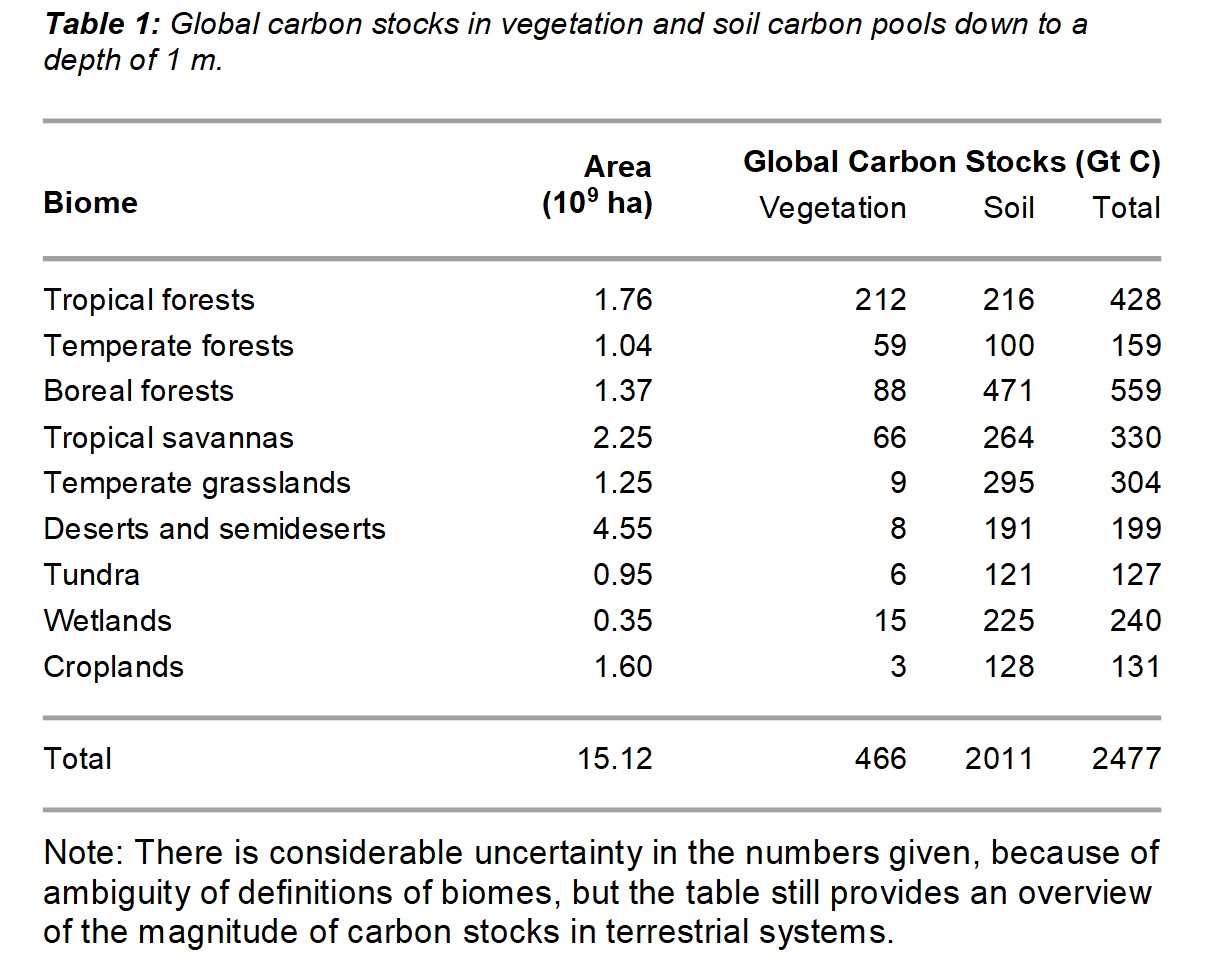 Table 1: Global carbon stocks in vegetation and soil carbon pools down to a
depth of 1 m.
Biome Area (10⁹ ha) Global Carbon Stocks (Gt C)
Vegetation Soil Total
Tropical forests 1.76 212 216 428
Temperate forests 1.04 59 100 159
Boreal forests 1.37 88 471 559
Tropical savannas 2.25 66 264 330
Temperate grasslands 1.25 9 295 304
Deserts and semideserts 4.55 8 191 199
Tundra 0.95 6 121 127
Wetlands 0.35 15 225 240
Croplands 1.60 3 128 131
Total 15.12 466 2011 2477
Note: There is considerable uncertainty in the numbers given, because of
ambiguity of definitions of biomes, but the table still provides an overview
of the magnitude of carbon stocks in terrestrial systems.